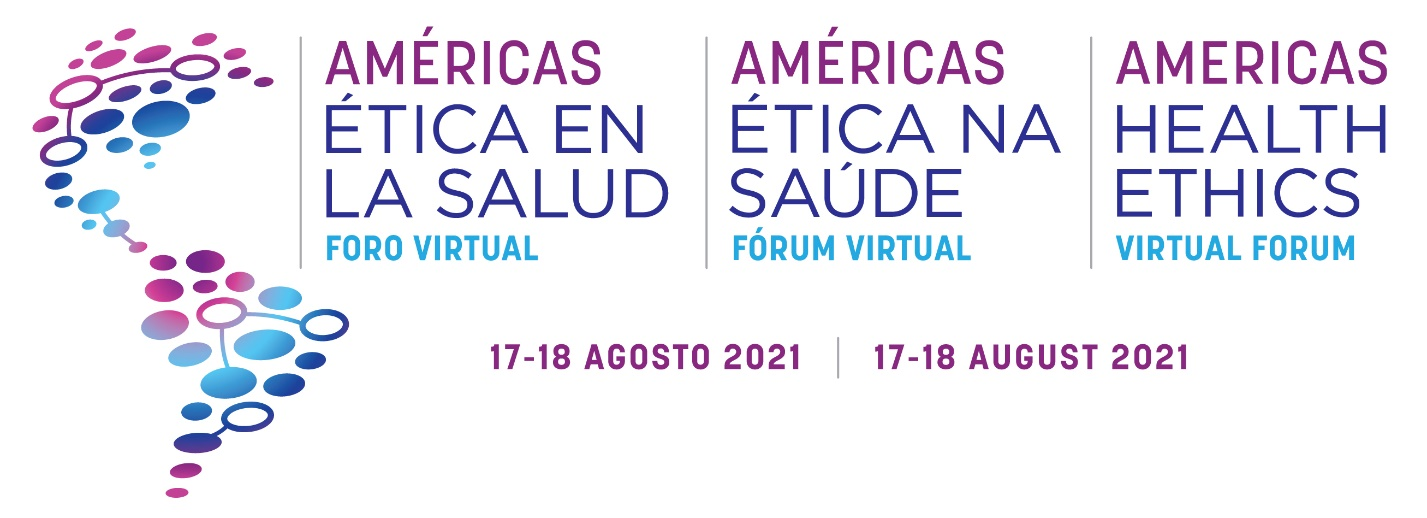 AMÉRICAS
ÉTICA EN
LA SALUD
FORO VIRTUAL
AMÉRICAS
ÉTICA NA
SAÚDE
FÓRUM VIRTUAL
AMERICAS
HEALTH
ETHICS
VIRTUAL FORUM
17-18 AGOSTO 2021
17-18 AUGUST 2021